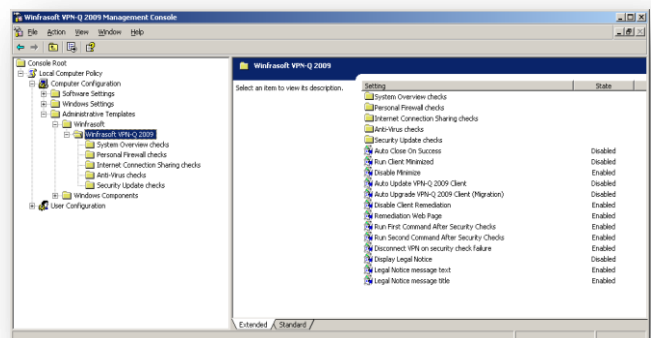 Winfrasoft VPN-Q 2009 Management Console
File Action View Window Help
Console Root
Local Computer Policy
Computer Configuration
Software Settings
Windows Settings
Administrative Templates
Winfrasoft
Winfrasoft VPN-Q 2009
System Overview checks
Personal Firewall checks
Internet Connection Sharing checks
Anti-Virus checks
Security Update checks
Windows Components
User Configuration
Winfrasoft VPN-Q 2009
Select an item to view its description.
Setting State
System Overview checks
Personal Firewall checks
Internet Connection Sharing checks
Anti-Virus checks
Security Update checks
Auto Close On Success Disabled
Run Client Minimized Disabled
Disable Minimize Enabled
Auto Update VPN-Q 2009 Client Disabled
Auto Upgrade VPN-Q 2009 Client (Migration) Disabled
Disable Client Remediation Enabled
Remediation Web Page Enabled
Run First Command After Security Checks Enabled
Run Second Command After Security Checks Enabled
Disconnect VPN on security check failure Enabled
Display Legal Notice Disabled
Legal Notice message text Enabled
Legal Notice message title Enabled
Extended Standard